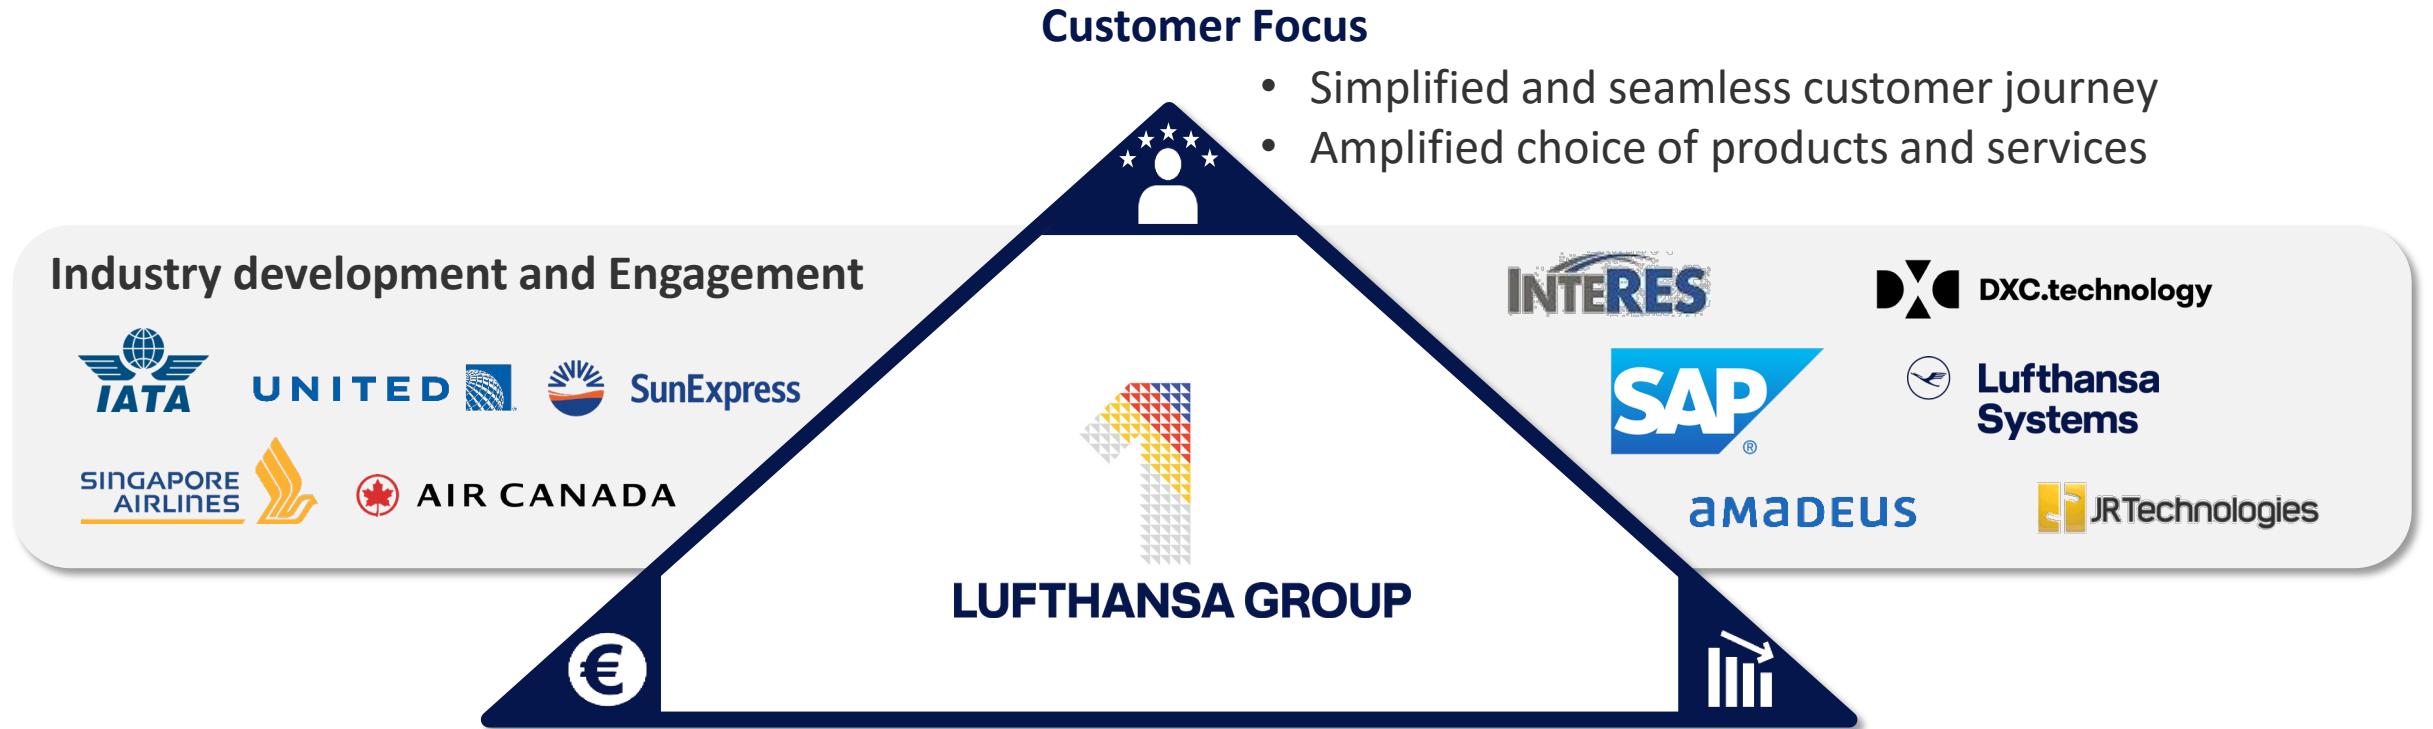 Customer Focus
• Simplified and seamless customer journey
• Amplified choice of products and services
Industry development and Engagement
IATA
UNITED
SunExpress
SINGAPORE
AIRLINES
AIR CANADA
INTERES
DXC.technology
SAP®
Lufthansa
Systems
amadeus
JRTechnologies
1
LUFTHANSA GROUP
€